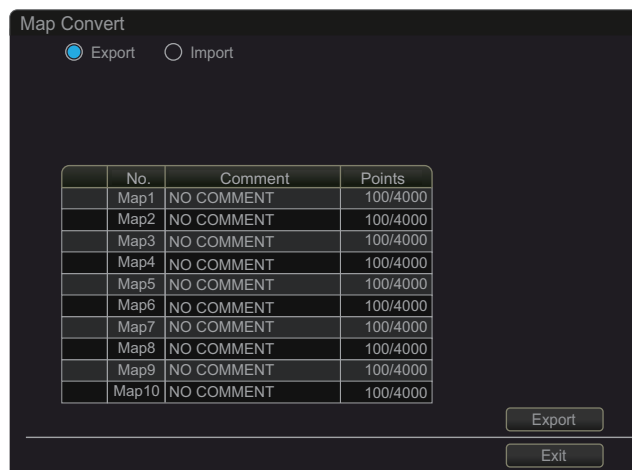 Map Convert
Export Import
No. Comment Points
Map1 NO COMMENT 100/4000
Map2 NO COMMENT 100/4000
Map3 NO COMMENT 100/4000
Map4 NO COMMENT 100/4000
Map5 NO COMMENT 100/4000
Map6 NO COMMENT 100/4000
Map7 NO COMMENT 100/4000
Map8 NO COMMENT 100/4000
Map9 NO COMMENT 100/4000
Map10 NO COMMENT 100/4000
Export
Exit